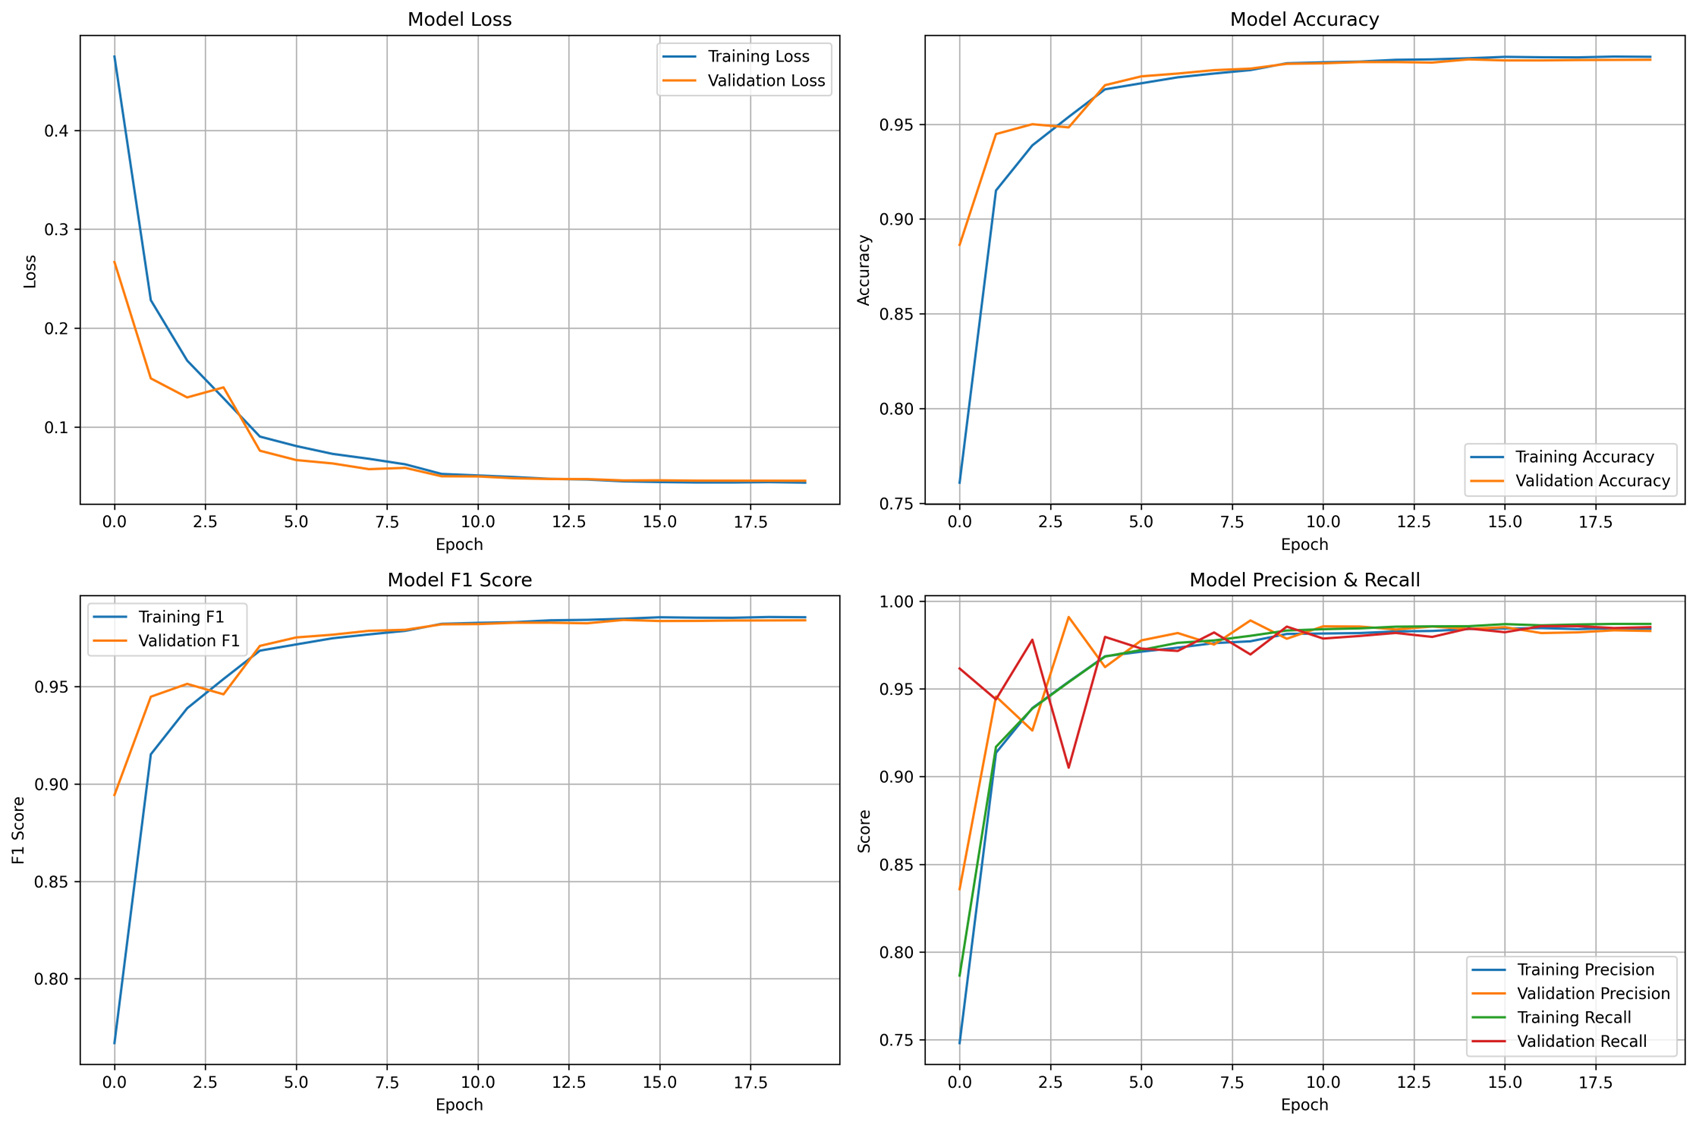 Model Loss
Training Loss
Validation Loss
0.4
0.3
0.2
0.1
Loss
0.0 2.5 5.0 7.5 10.0 12.5 15.0 17.5
Epoch
Model Accuracy
0.95
0.90
0.85
0.80
0.75
Accuracy
Training Accuracy
Validation Accuracy
0.0 2.5 5.0 7.5 10.0 12.5 15.0 17.5
Epoch
Model F1 Score
Training F1
Validation F1
0.95
0.90
0.85
0.80
F1 Score
0.0 2.5 5.0 7.5 10.0 12.5 15.0 17.5
Epoch
Model Precision & Recall
1.00
0.95
0.90
0.85
0.80
0.75
Score
Training Precision
Validation Precision
Training Recall
Validation Recall
0.0 2.5 5.0 7.5 10.0 12.5 15.0 17.5
Epoch